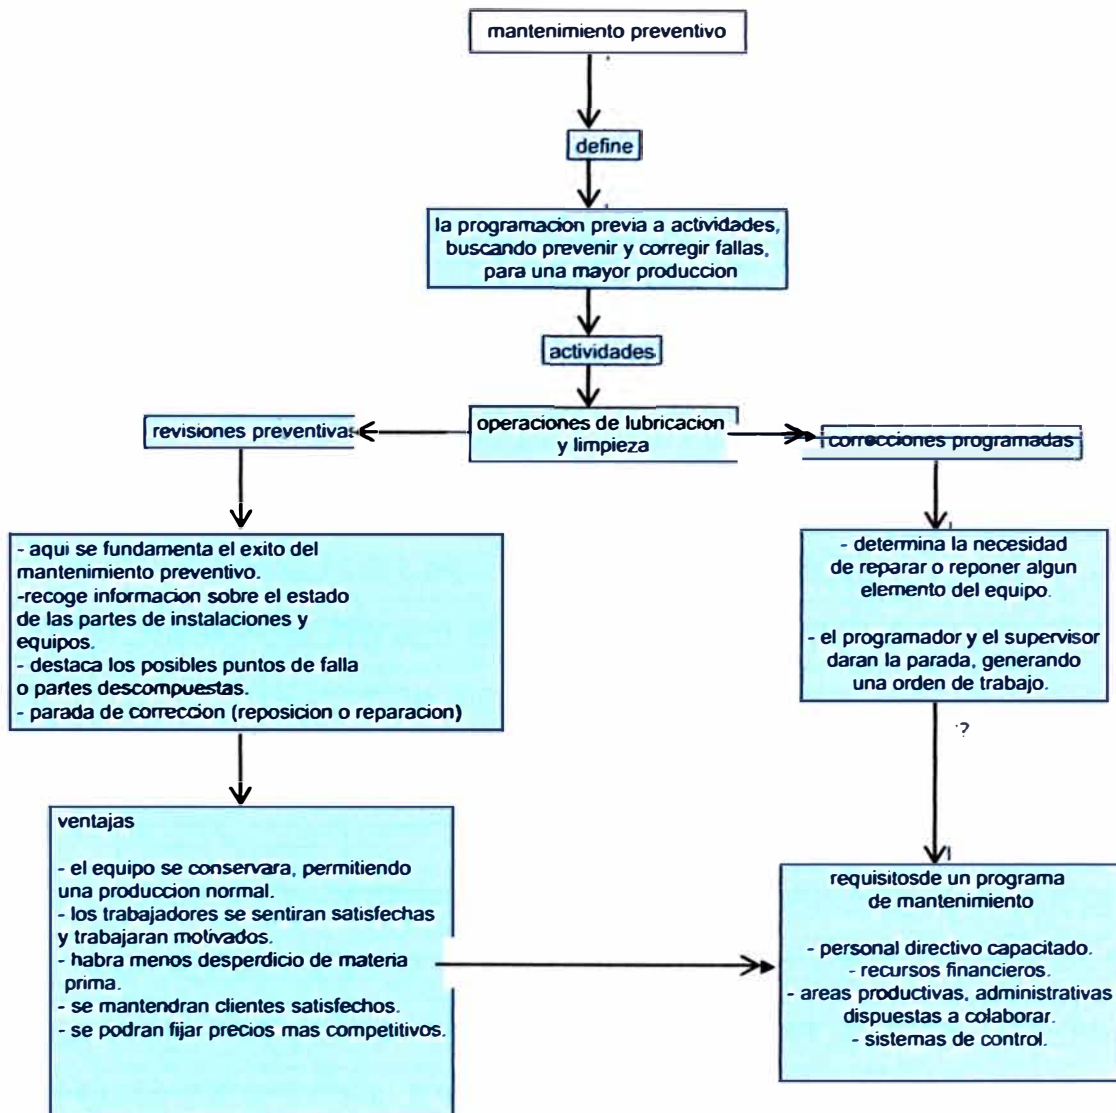 mantenimiento preventivo
define
la programacion previa a actividades,
buscando prevenir y corregir fallas,
para una mayor produccion
actividades
revisiones preventivas
operaciones de lubricacion
y limpieza
correcciones programadas
- aqui se fundamenta el exito del
mantenimiento preventivo.
-recoge informacion sobre el estado
de las partes de instalaciones y
equipos.
- destaca los posibles puntos de falla
o partes descompuestas.
- parada de correccion (reposicion o reparacion)
- determina la necesidad
de reparar o reponer algun
elemento del equipo.
- el programador y el supervisor
daran la parada, generando
una orden de trabajo.
?
ventajas
- el equipo se conservara, permitiendo
una produccion normal.
- los trabajadores se sentiran satisfechas
y trabajaran motivados.
- habra menos desperdicio de materia
prima.
- se mantendran clientes satisfechos.
- se podran fijar precios mas competitivos.
requisitosde un programa
de mantenimiento
- personal directivo capacitado.
- recursos financieros.
- areas productivas, administrativas
dispuestas a colaborar.
- sistemas de control.